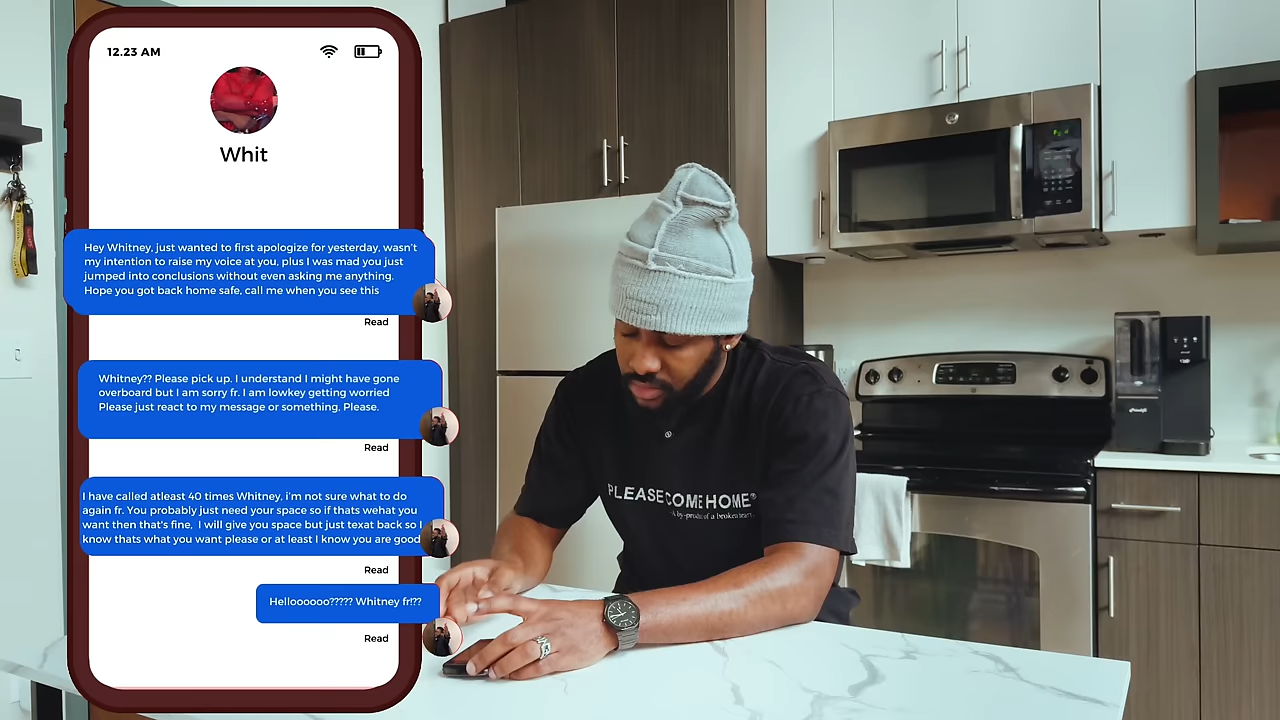 12.23 AM
Whit
Hey Whitney, just wanted to first apologize for yesterday, wasn't
my intention to raise my voice at you, plus I was mad you just
jumped into conclusions without even asking me anything.
Hope you got back home safe, call me when you see this
Read
Whitney?? Please pick up. I understand I might have gone
overboard but I am sorry fr. I am lowkey getting worried
Please just react to my message or something, Please.
Read
I have called atleast 40 times Whitney, i'm not sure what to do
again fr. You probably just need your space so if thats wehat you
want then that's fine, I will give you space but just texat back so I
know thats what you want please or at least I know you are good
Read
Helloooooo????? Whitney fr!??
Read
PLEASE COME HOME®
"A by-product of a broken heart"